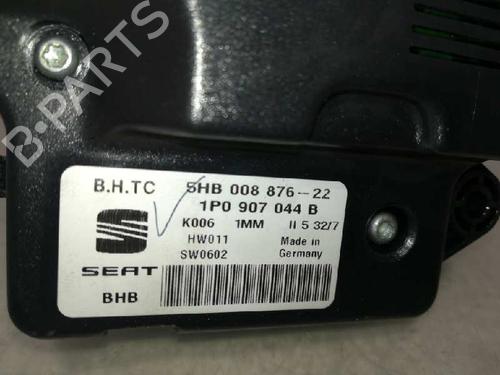 B-PARTS
B.H.TC 5HB 008 876-22
1P0 907 044 B
K006 1MM II 5 32/7
HW011 Made in
SEAT SW0602 Germany
BHB